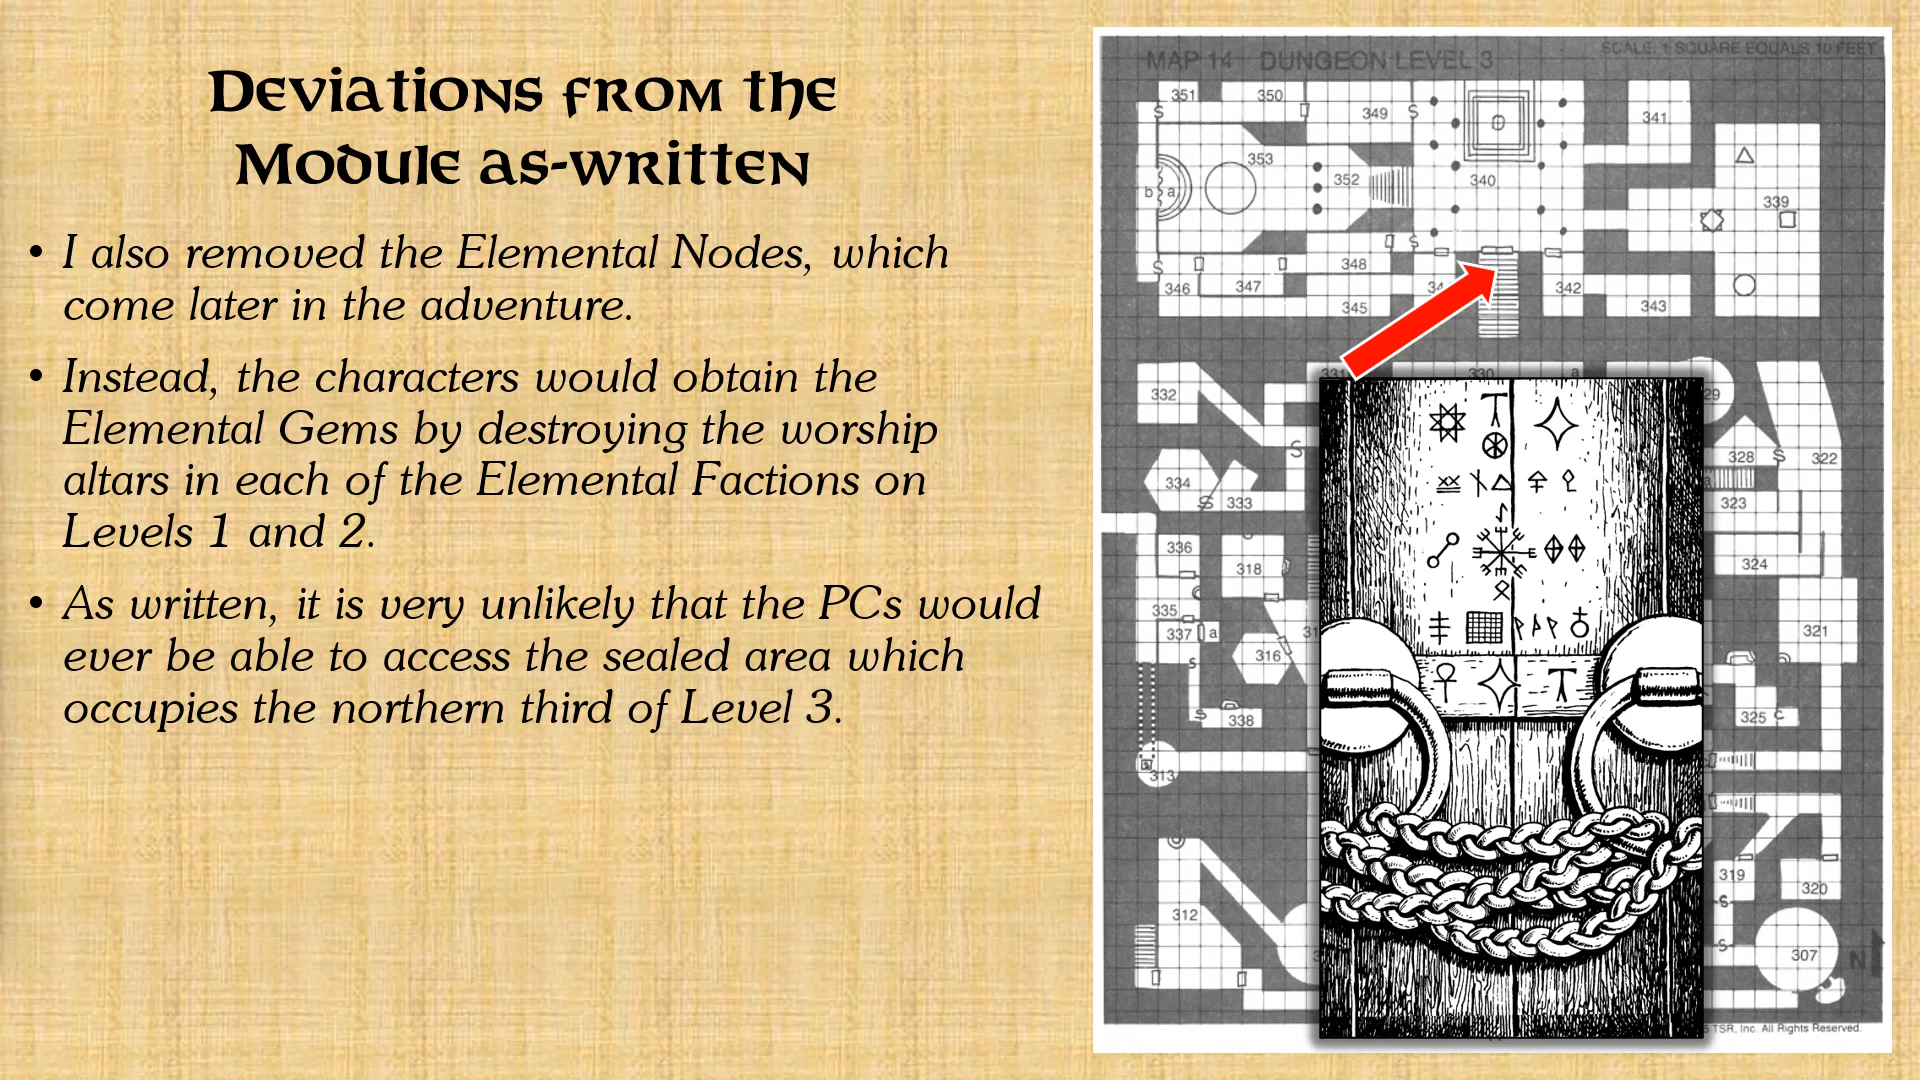 Deviations from the
Module as-written
• I also removed the Elemental Nodes, which
come later in the adventure.
• Instead, the characters would obtain the
Elemental Gems by destroying the worship
altars in each of the Elemental Factions on
Levels 1 and 2.
• As written, it is very unlikely that the PCs would
ever be able to access the sealed area which
occupies the northern third of Level 3.
MAP 14 DUNGEON LEVEL 3
SCALE: 1 SQUARE EQUALS 10 FEET
351
350
349
341
S
S
353
352
340
339
b
a
S
S
348
346
347
342
345
343
332
331
330
a
S
328
S
322
334
333
S
323
336
318
324
335
337
a
321
316
S
S
338
325
C
313
319
320
S
312
S
307
N
TSR, Inc. All Rights Reserved.